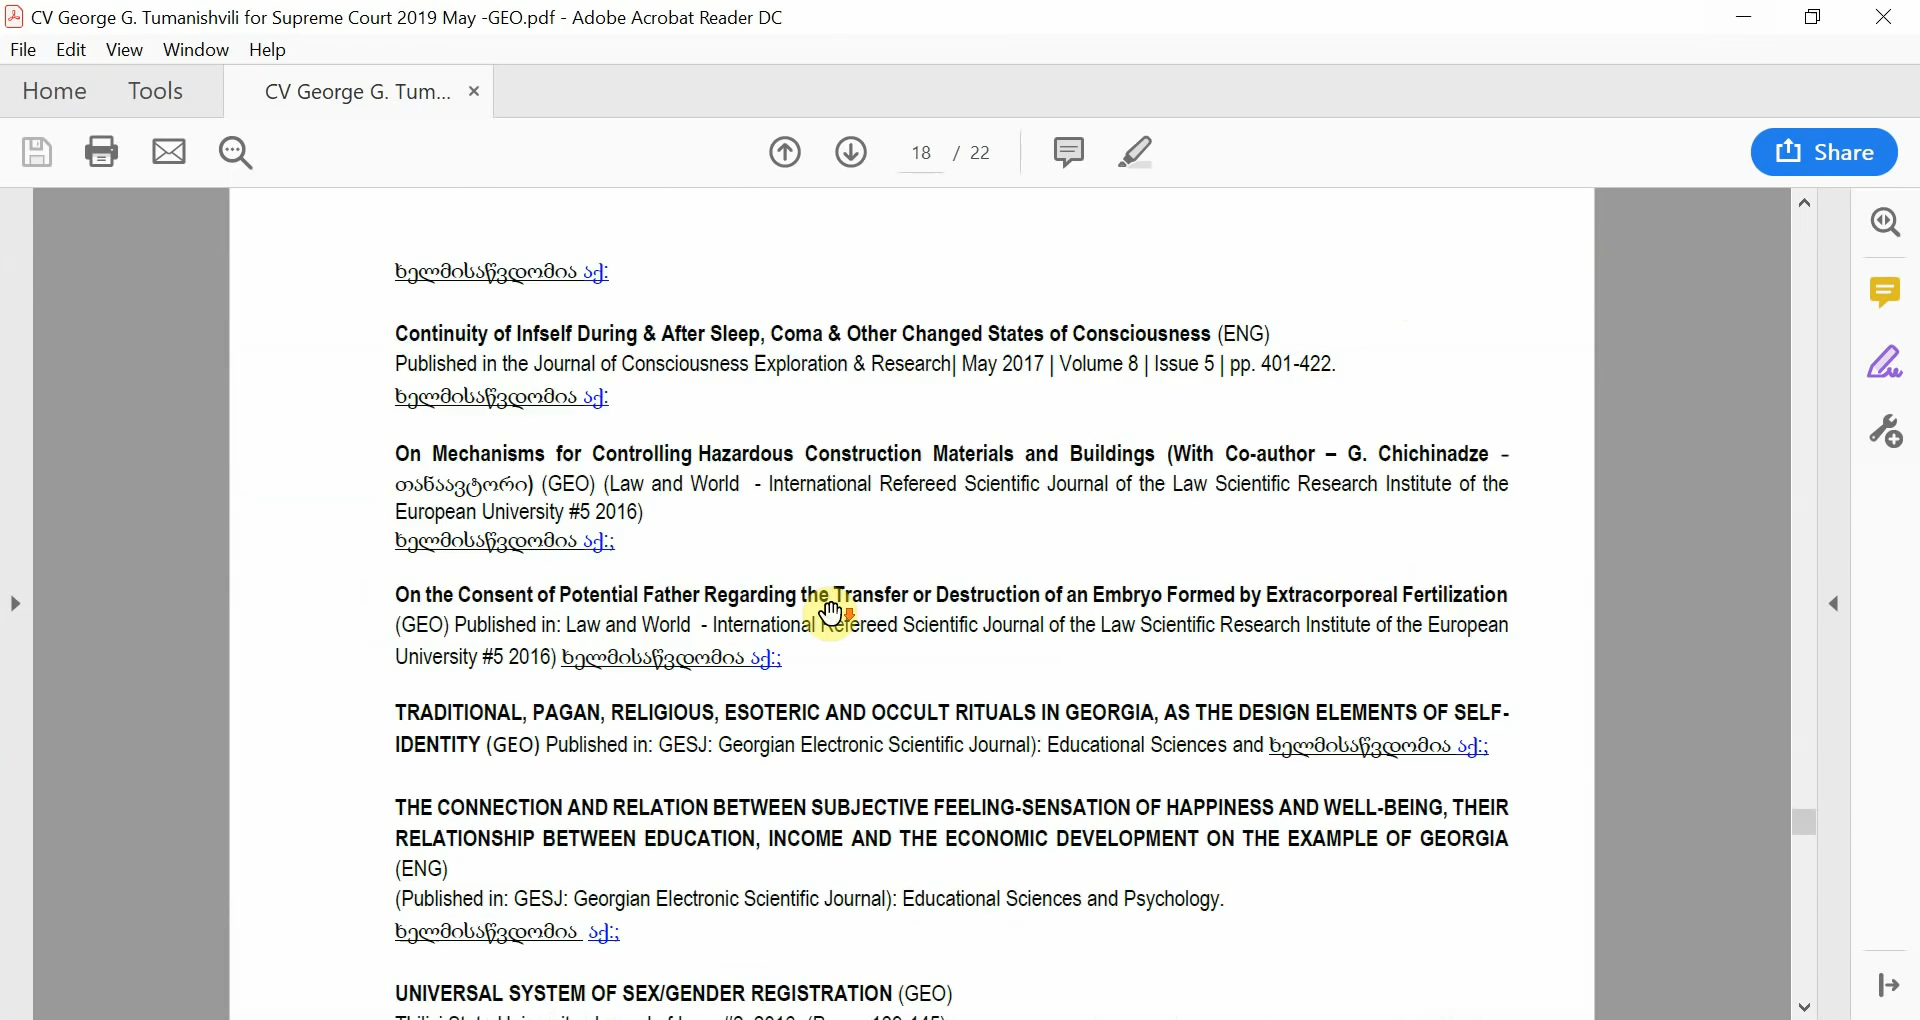 CV George G. Tumanishvili for Supreme Court 2019 May -GEO.pdf - Adobe Acrobat Reader DC
File Edit View Window Help
Home Tools CV George G. Tum... ×
18 / 22 Share
ხელმისაწვდომია აქ:
Continuity of Infself During & After Sleep, Coma & Other Changed States of Consciousness (ENG)
Published in the Journal of Consciousness Exploration & Research| May 2017 | Volume 8 | Issue 5 | pp. 401-422.
ხელმისაწვდომია აქ:
On Mechanisms for Controlling Hazardous Construction Materials and Buildings (With Co-author – G. Chichinadze -
თანაავტორი) (GEO) (Law and World - International Refereed Scientific Journal of the Law Scientific Research Institute of the
European University #5 2016)
ხელმისაწვდომია აქ:;
On the Consent of Potential Father Regarding the Transfer or Destruction of an Embryo Formed by Extracorporeal Fertilization
(GEO) Published in: Law and World - International Refereed Scientific Journal of the Law Scientific Research Institute of the European
University #5 2016) ხელმისაწვდომია აქ:;
TRADITIONAL, PAGAN, RELIGIOUS, ESOTERIC AND OCCULT RITUALS IN GEORGIA, AS THE DESIGN ELEMENTS OF SELF-
IDENTITY (GEO) Published in: GESJ: Georgian Electronic Scientific Journal): Educational Sciences and ხელმისაწვდომია აქ:;
THE CONNECTION AND RELATION BETWEEN SUBJECTIVE FEELING-SENSATION OF HAPPINESS AND WELL-BEING, THEIR
RELATIONSHIP BETWEEN EDUCATION, INCOME AND THE ECONOMIC DEVELOPMENT ON THE EXAMPLE OF GEORGIA
(ENG)
(Published in: GESJ: Georgian Electronic Scientific Journal): Educational Sciences and Psychology.
ხელმისაწვდომია აქ:;
UNIVERSAL SYSTEM OF SEX/GENDER REGISTRATION (GEO)